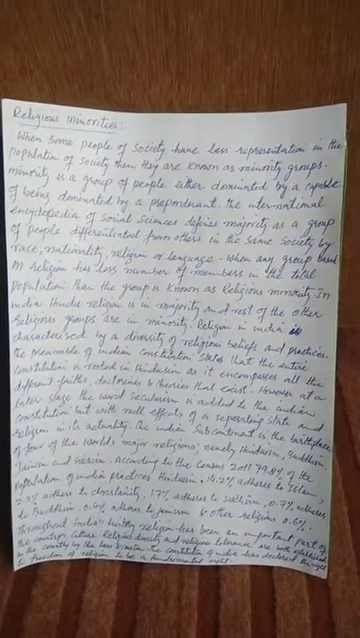 Religious Minorities:
When some people of society have less representation in the
population of society then they are known as minority groups.
minority is a group of people either dominated by a capable
of being dominated by a preponderant. the international
encyclopedia of social sciences defines majority as a group
of people differentiated from others in the same society by
race, nationality, religion or language. When any group based
on religion has less number of members in the total
population then the group is known as Religious minority. In
india Hindu religion is in majority and rest of the other
religious groups are in minority. Religion in india is
characterised by a diversity of religious beliefs and practices.
the preamble of indian constitution states that the entire
constitution is rooted in Hinduism as it encompasses all the
different faiths, doctrines & theories that exist. However at a
later stage the word secularism is added to the indian
constitution but with null effects of a seperating state and
religion in its actuality. the indian Subcontinent is the birthplace
of four of the worlds major religions; namely Hinduism, Buddhism,
Jainism and Sikhism. According to the Census 2011 79.8% of the
population of india practices Hinduism, 14.2% adheres to Islam,
2.3% adhere to christianity, 1.7% adheres to sikhism, 0.7% adheres
to Buddhism, 0.4% adhere to jainism & other religions 0.6%.
throughout India's history religion has been an important part of
the country's culture. Religious diversity and religious tolerance are both established
in the country by the law & custom. the constitution of india has declared the right
to freedom of religion to be a fundamental right.